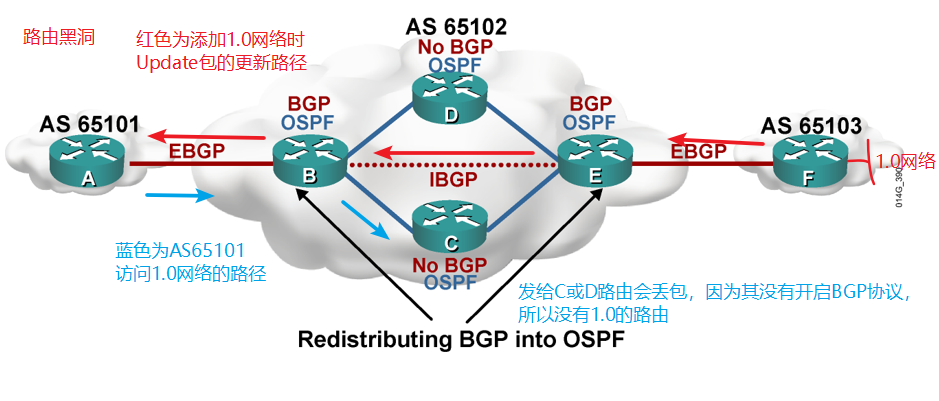 路由黑洞
红色为添加1.0网络时
Update包的更新路径
AS 65102
No BGP
OSPF
D
BGP
OSPF
BGP
OSPF
AS 65101
AS 65103
EBGP
EBGP
1.0网络
A
B
IBGP
E
F
C
No BGP
OSPF
蓝色为AS65101
访问1.0网络的路径
发给C或D路由会丢包，因为其没有开启BGP协议，
所以没有1.0的路由
Redistributing BGP into OSPF